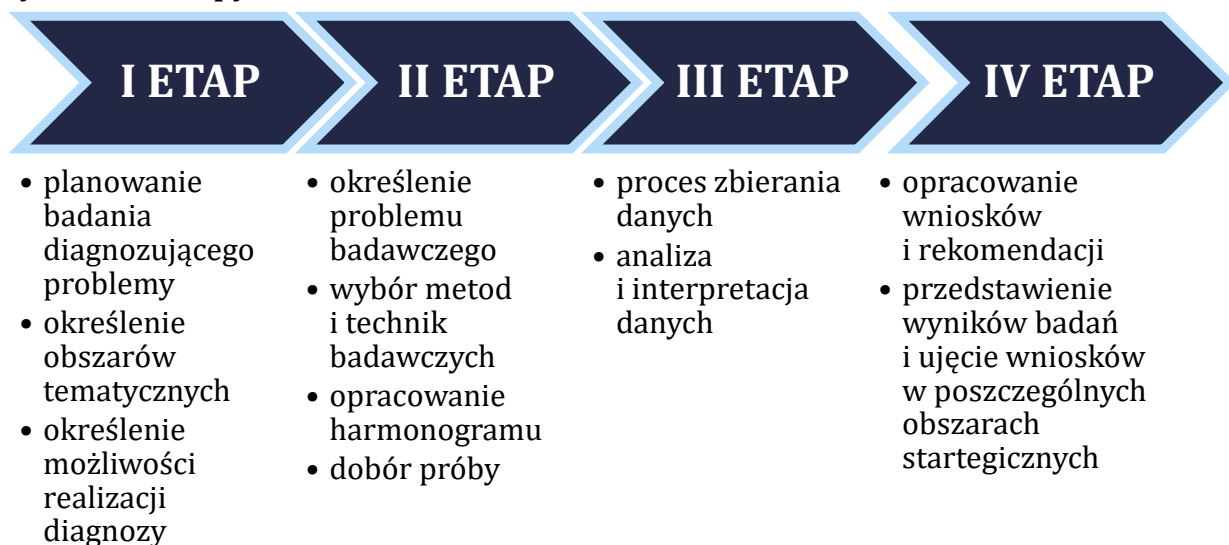 I ETAP
• planowanie
badania
diagnozującego
problemy
• określenie
obszarów
tematycznych
• określenie
możliwości
realizacji
diagnozy
II ETAP
• określenie
problemu
badawczego
• wybór metod
i technik
badawczych
• opracowanie
harmonogramu
• dobór próby
III ETAP
• proces zbierania
danych
• analiza
i interpretacja
danych
IV ETAP
• opracowanie
wniosków
i rekomendacji
• przedstawienie
wyników badań
i ujęcie wniosków
w poszczególnych
obszarach
startegicznych